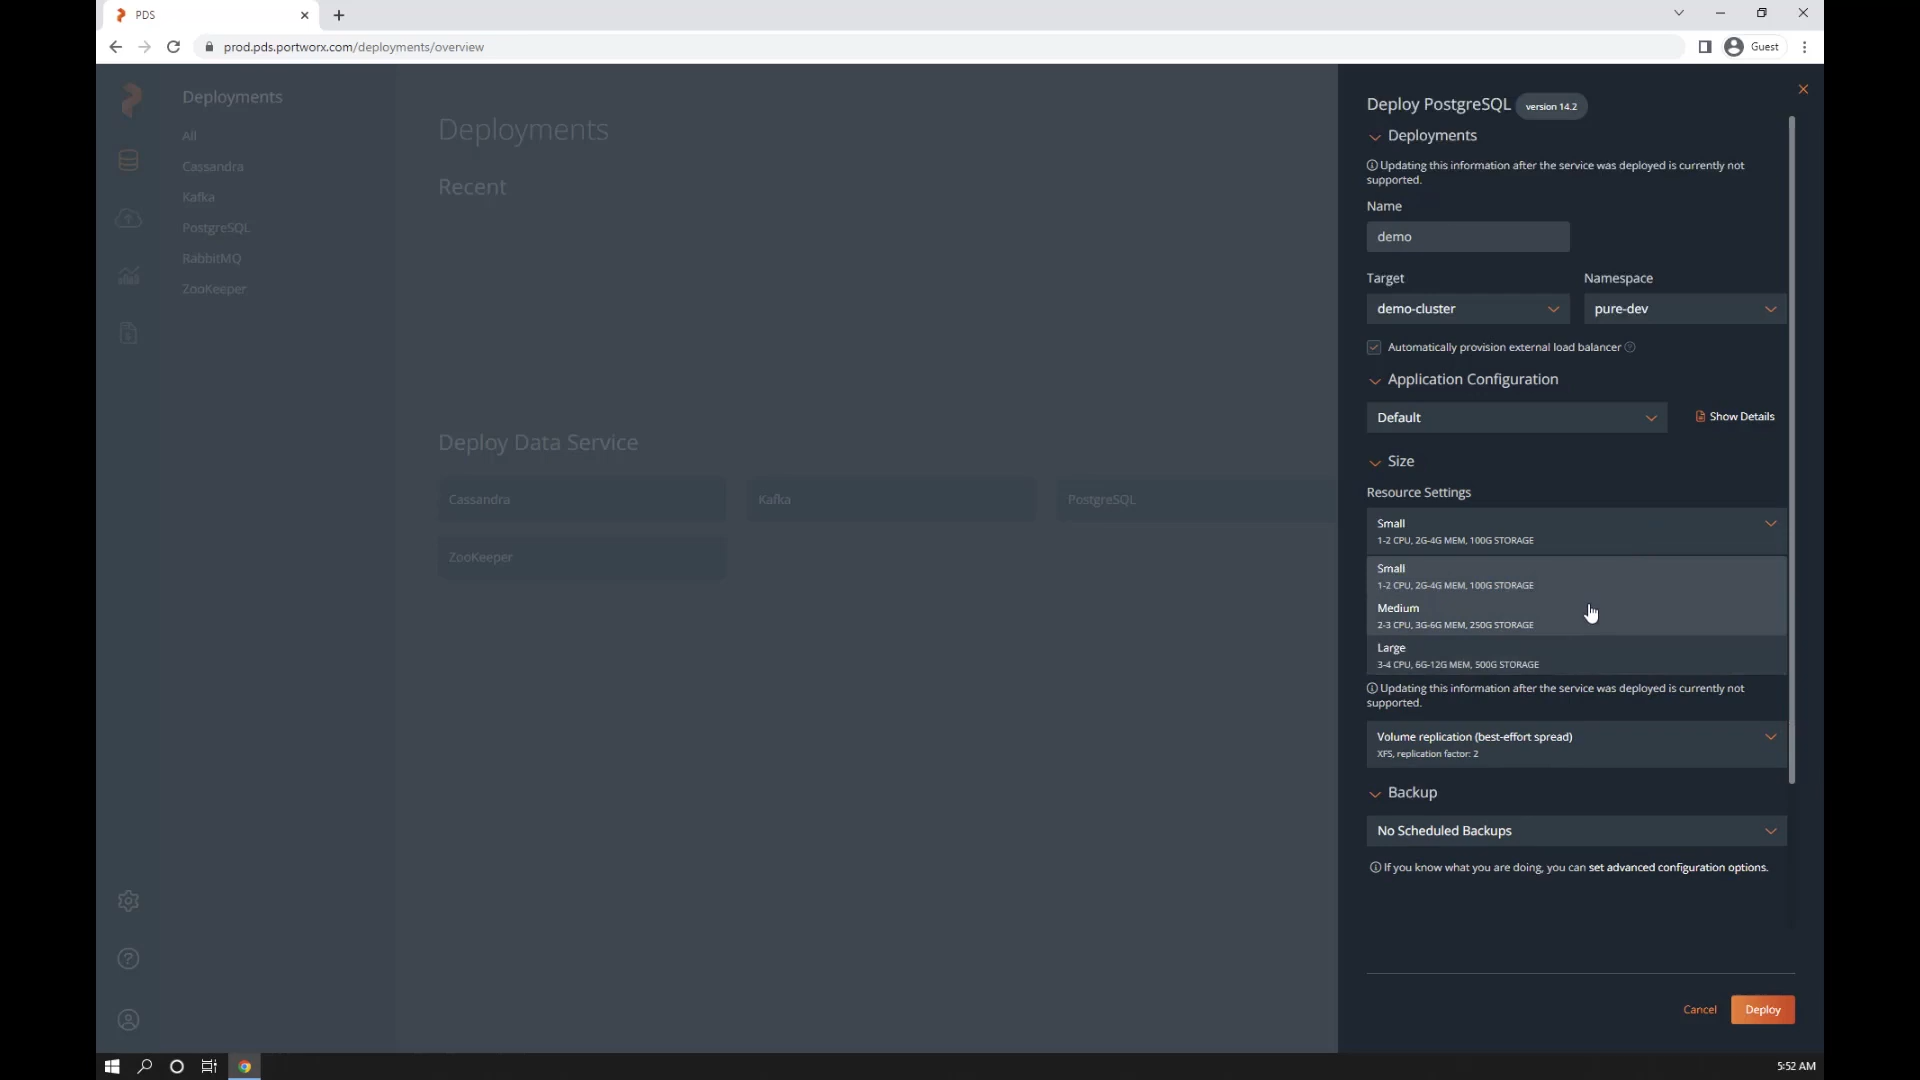 PDS
prod.pds.portworx.com/deployments/overview
Guest
Deployments
All
Cassandra
Kafka
PostgreSQL
RabbitMQ
ZooKeeper
Deployments
Recent
Deploy Data Service
Cassandra
Kafka
PostgreSQL
ZooKeeper
Deploy PostgreSQL version 14.2
Deployments
Updating this information after the service was deployed is currently not
supported.
Name
demo
Target
Namespace
demo-cluster
pure-dev
Automatically provision external load balancer
Application Configuration
Default
Show Details
Size
Resource Settings
Small
1-2 CPU, 2G-4G MEM, 100G STORAGE
Small
1-2 CPU, 2G-4G MEM, 100G STORAGE
Medium
2-3 CPU, 3G-6G MEM, 250G STORAGE
Large
3-4 CPU, 6G-12G MEM, 500G STORAGE
Updating this information after the service was deployed is currently not
supported.
Volume replication (best-effort spread)
XFS, replication factor: 2
Backup
No Scheduled Backups
If you know what you are doing, you can set advanced configuration options.
Cancel
Deploy
5:52 AM